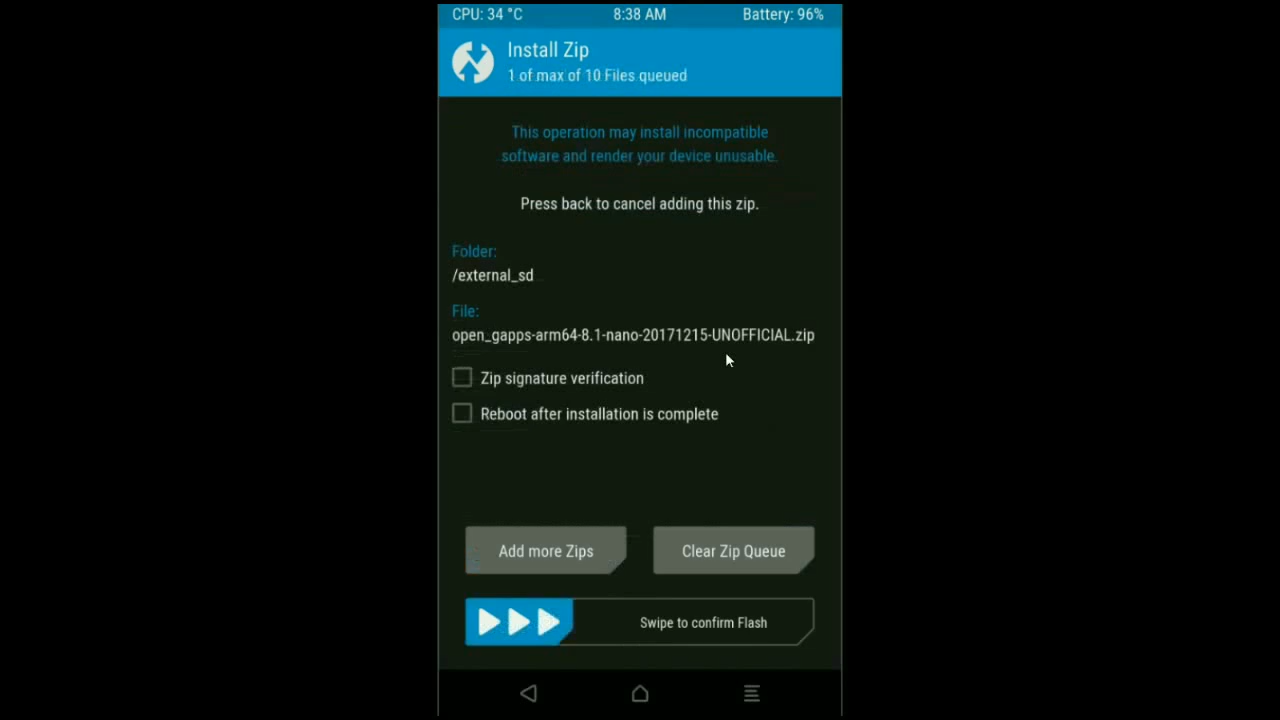 CPU: 34 °C 8:38 AM Battery: 96%
Install Zip
1 of max of 10 Files queued
This operation may install incompatible
software and render your device unusable.
Press back to cancel adding this zip.
Folder:
/external_sd
File:
open_gapps-arm64-8.1-nano-20171215-UNOFFICIAL.zip
Zip signature verification
Reboot after installation is complete
Add more Zips Clear Zip Queue
Swipe to confirm Flash